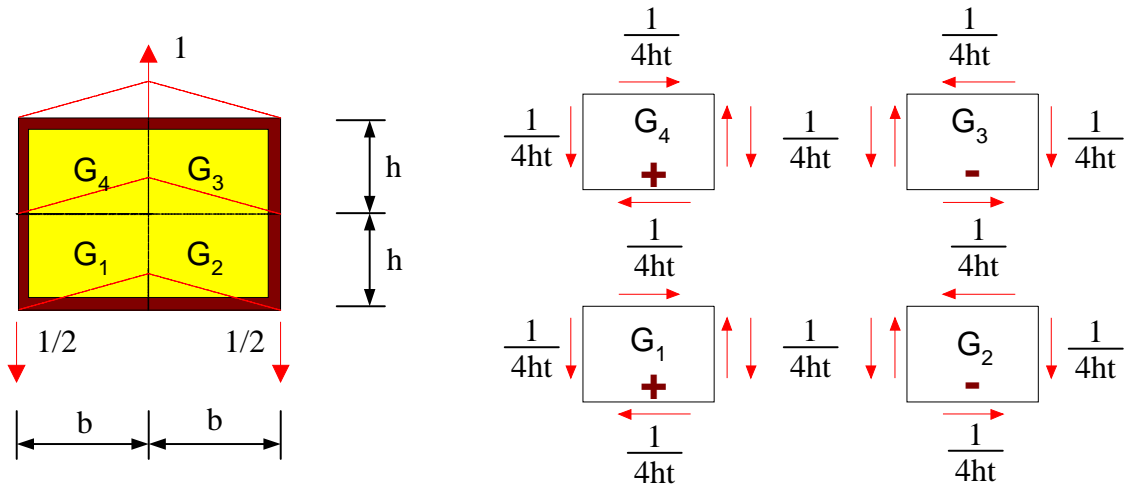 1
G₄ G₃
h
G₁ G₂
h
1/2 1/2
b b
1/4ht 1/4ht
1/4ht G₄ 1/4ht G₃ 1/4ht
+ -
1/4ht 1/4ht
1/4ht G₁ 1/4ht G₂ 1/4ht
+ -
1/4ht 1/4ht